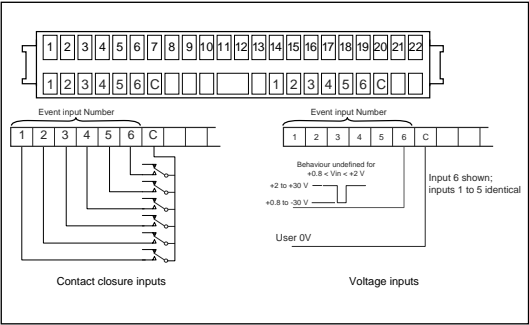 1 2 3 4 5 6 7 8 9 10 11 12 13 14 15 16 17 18 19 20 21 22
1 2 3 4 5 6 C 1 2 3 4 5 6 C
Event input Number
1 2 3 4 5 6 C
Contact closure inputs
Event input Number
1 2 3 4 5 6 C
Behaviour undefined for
+0.8 < Vin < +2 V
+2 to +30 V
+0.8 to -30 V
Input 6 shown;
inputs 1 to 5 identical
User 0V
Voltage inputs